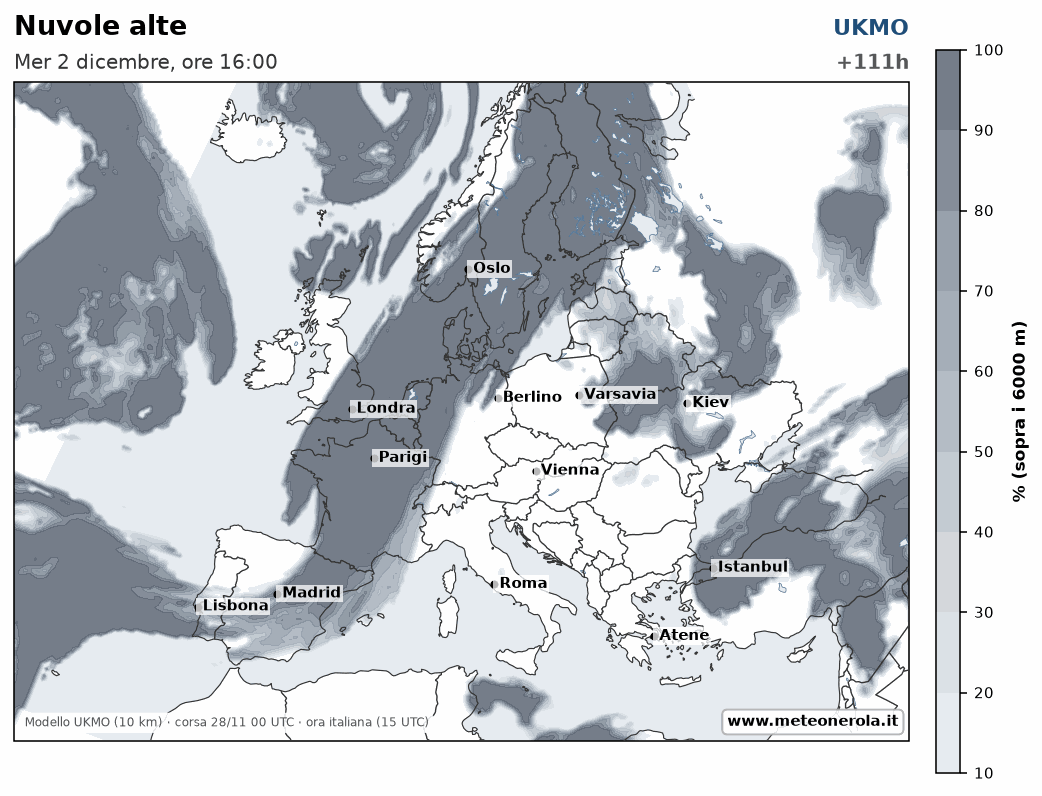 Nuvole alte
UKMO
Mer 2 dicembre, ore 16:00
+111h
100
90
80
70
60
50
40
30
20
10
% (sopra i 6000 m)
Oslo
Londra
Berlino
Varsavia
Kiev
Parigi
Vienna
Istanbul
Roma
Madrid
Lisbona
Atene
Modello UKMO (10 km) · corsa 28/11 00 UTC · ora italiana (15 UTC)
www.meteonerola.it